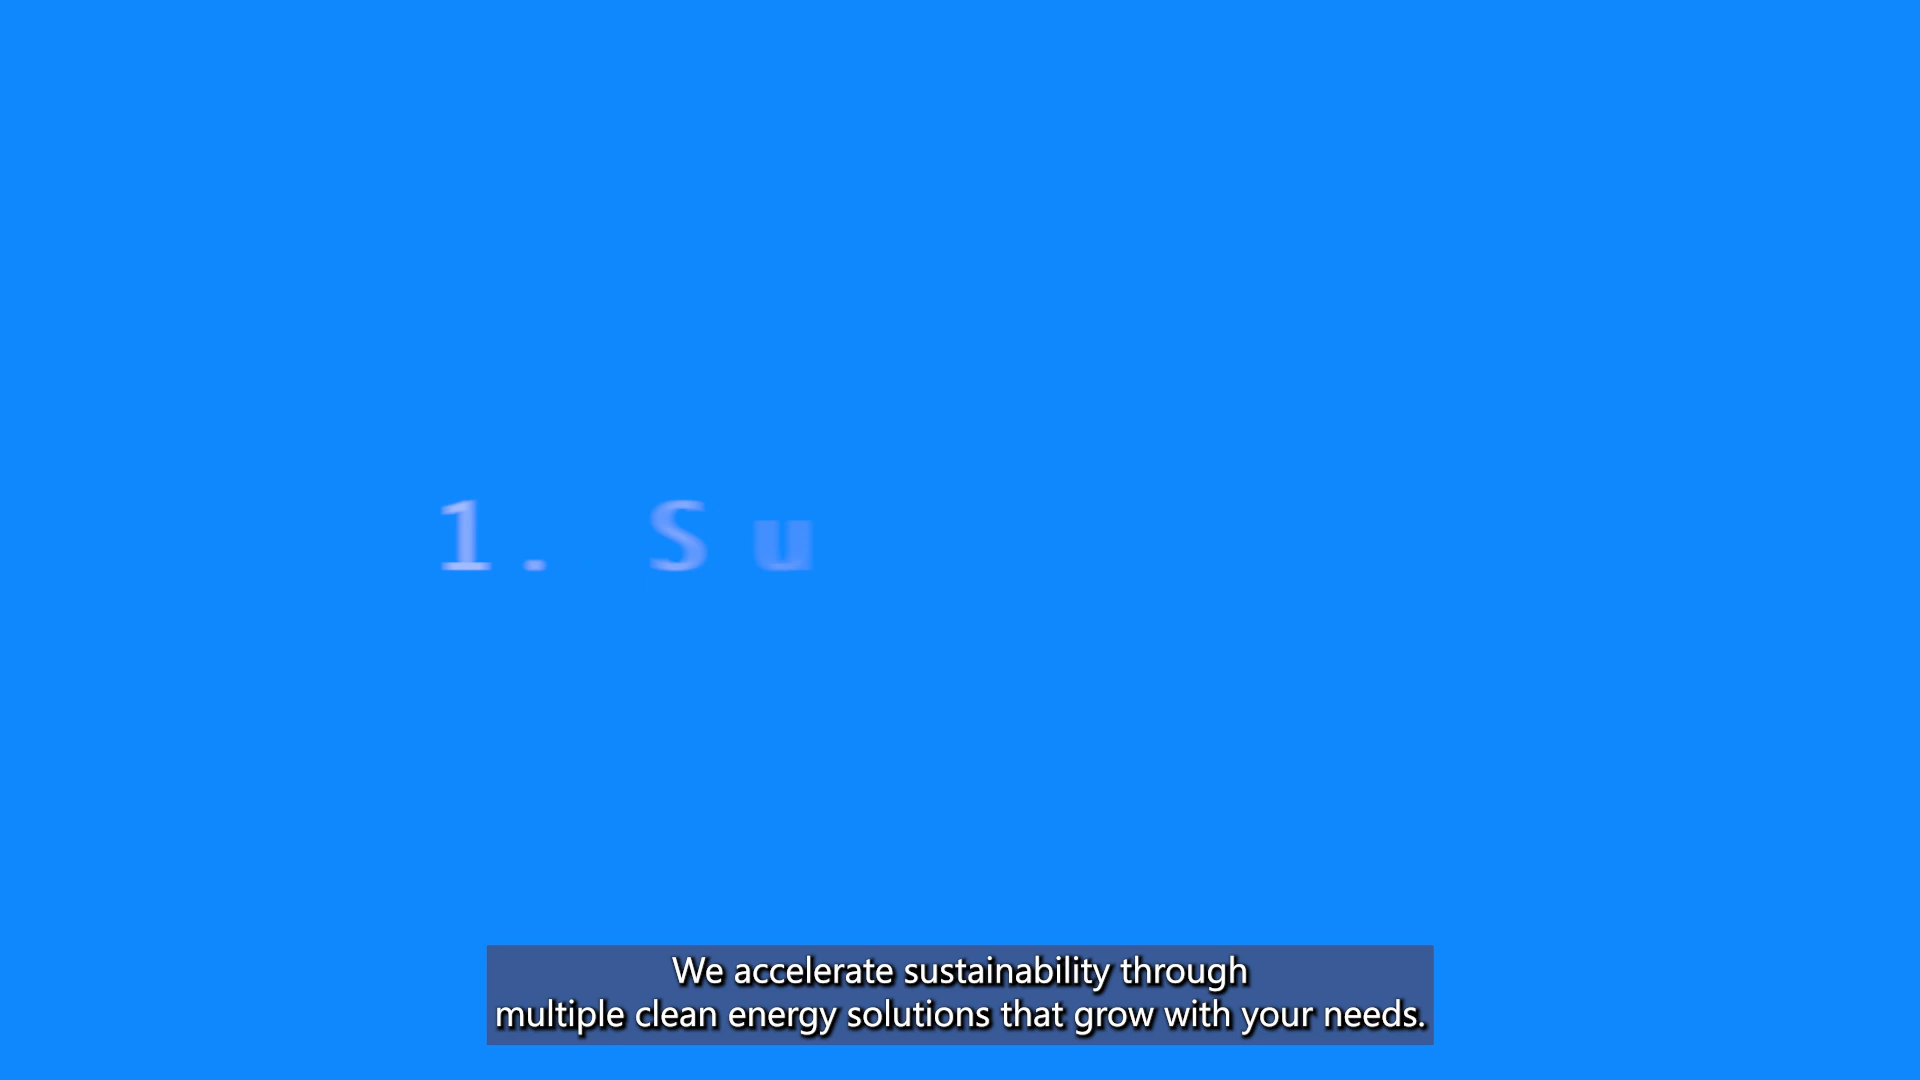 1. Su
We accelerate sustainability through
multiple clean energy solutions that grow with your needs.